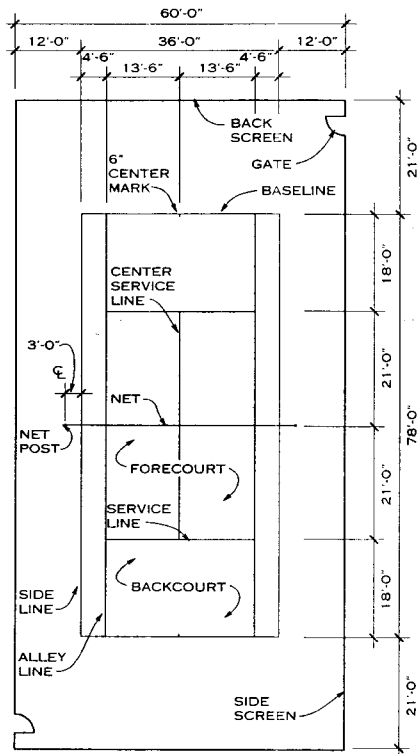 60'-0"
12'-0"
36'-0"
12'-0"
4'-6"
4'-6"
13'-6"
13'-6"
BACK
SCREEN
GATE
6"
CENTER
MARK
BASELINE
21'-0"
CENTER
SERVICE
LINE
18'-0"
3'-0"
℄
21'-0"
NET
78'-0"
NET
POST
FORECOURT
21'-0"
SERVICE
LINE
BACKCOURT
18'-0"
SIDE
LINE
ALLEY
LINE
SIDE
SCREEN
21'-0"